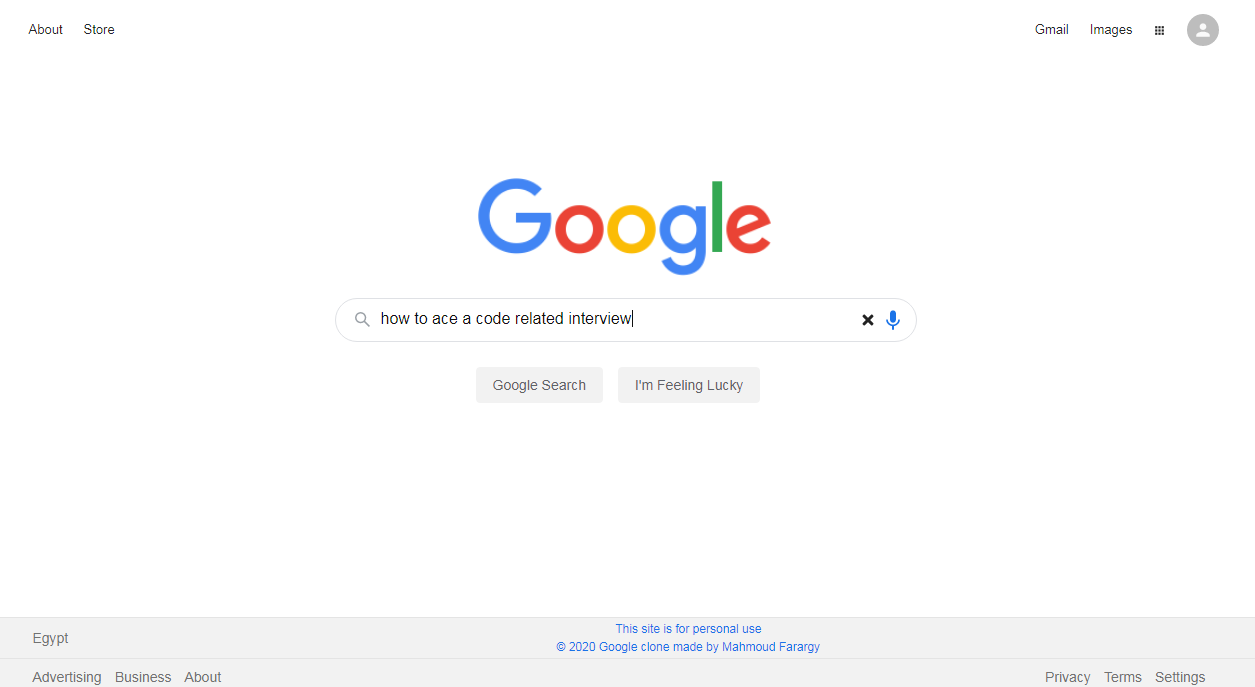 About Store
Gmail Images
Google
how to ace a code related interview
Google Search
I'm Feeling Lucky
Egypt
This site is for personal use
© 2020 Google clone made by Mahmoud Farargy
Advertising Business About
Privacy Terms Settings